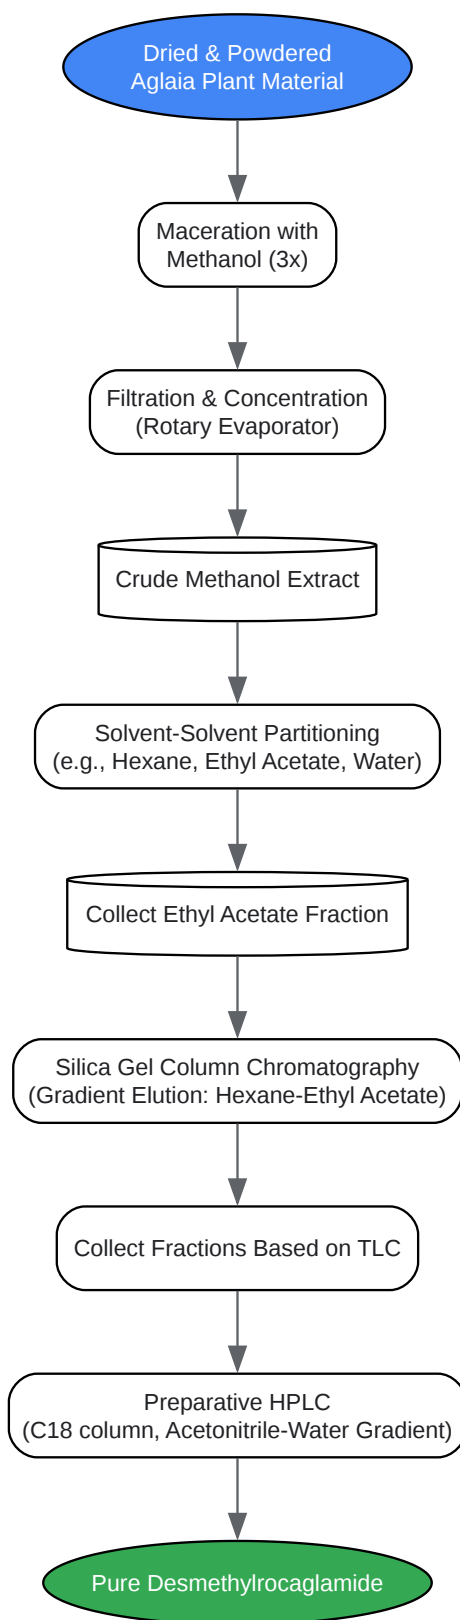 Dried & Powdered
Aglaia Plant Material
Maceration with
Methanol (3x)
Filtration & Concentration
(Rotary Evaporator)
Crude Methanol Extract
Solvent-Solvent Partitioning
(e.g., Hexane, Ethyl Acetate, Water)
Collect Ethyl Acetate Fraction
Silica Gel Column Chromatography
(Gradient Elution: Hexane-Ethyl Acetate)
Collect Fractions Based on TLC
Preparative HPLC
(C18 column, Acetonitrile-Water Gradient)
Pure Desmethylrocaglamide